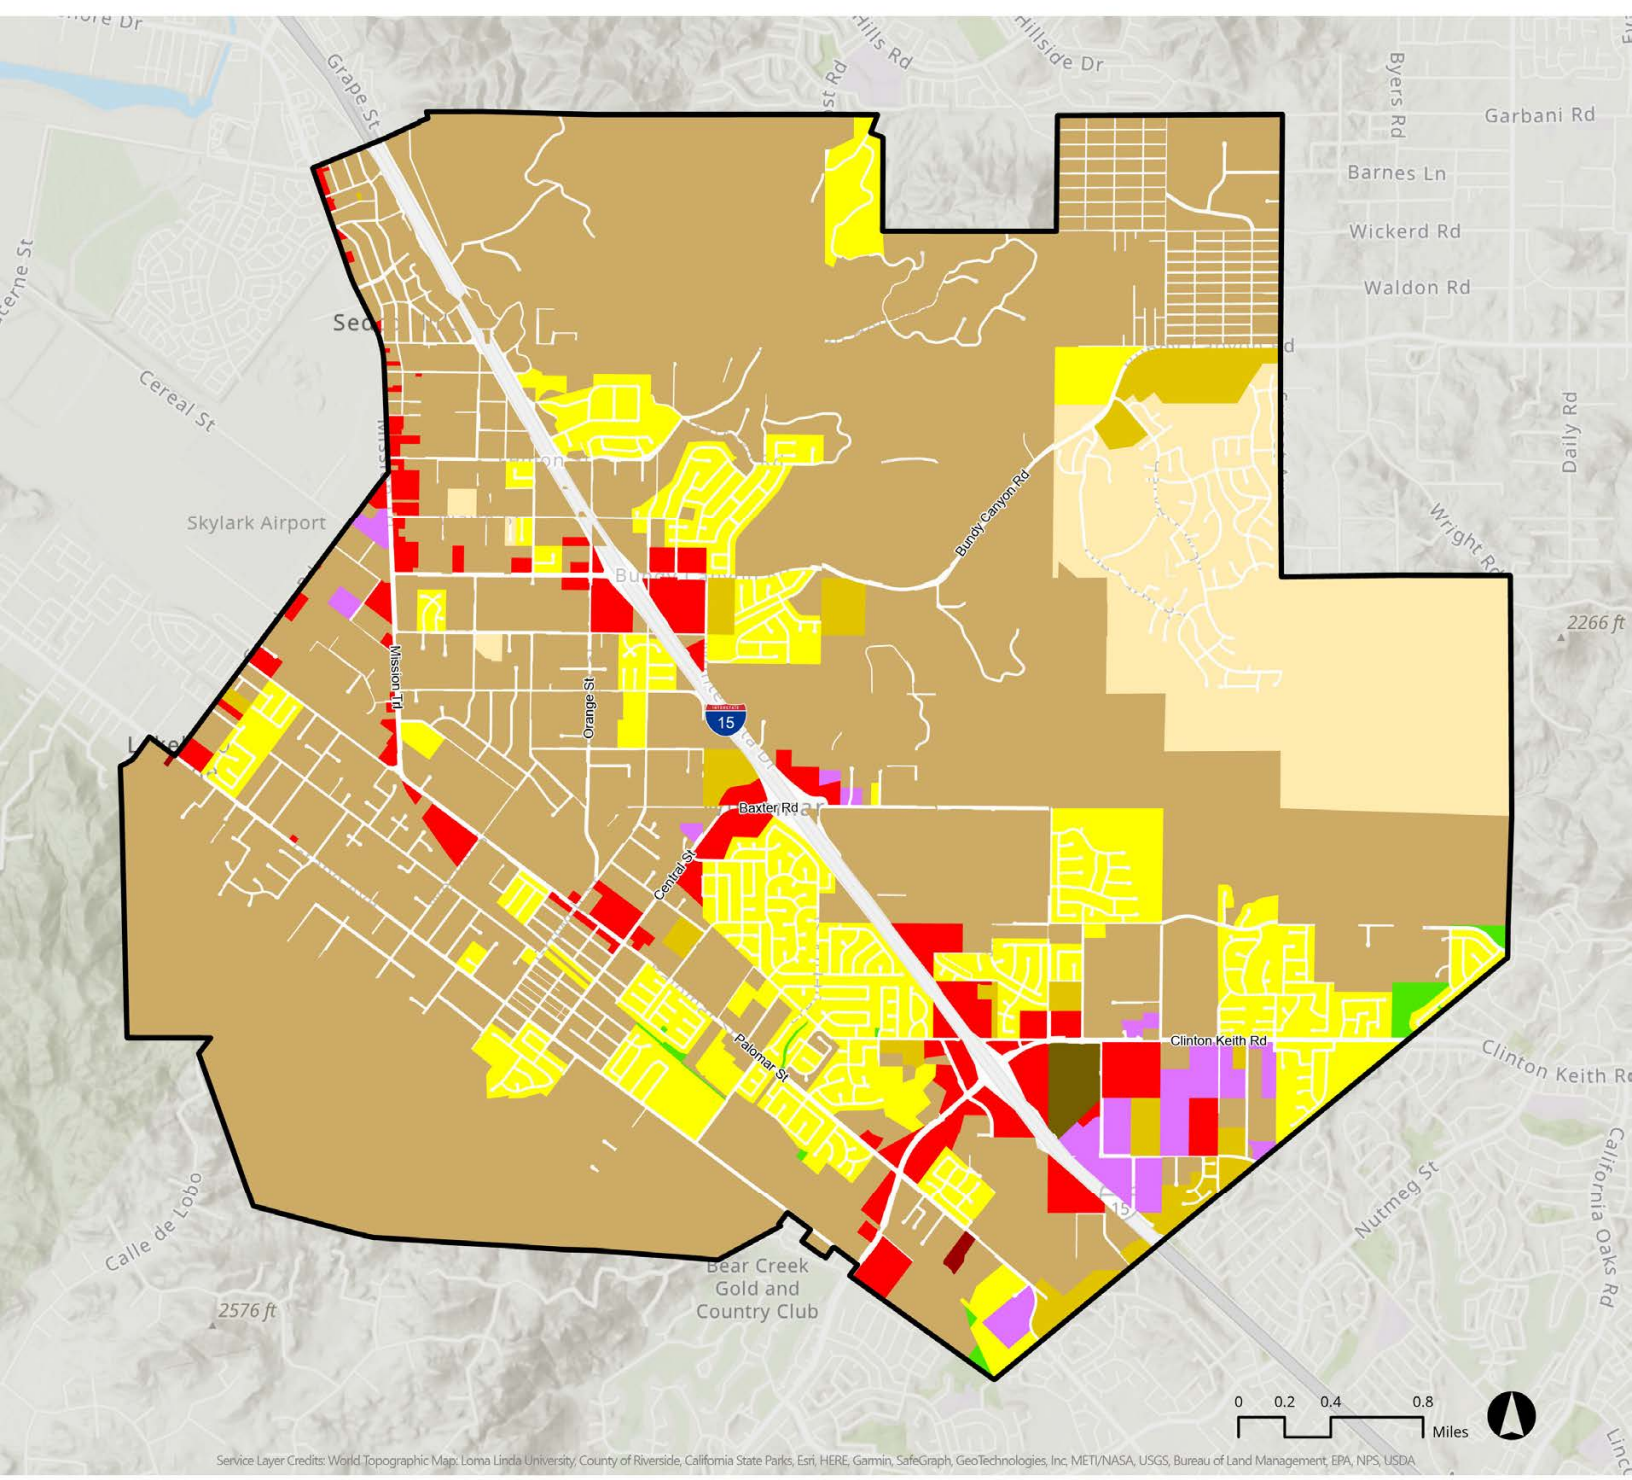 Grape St
Hills Rd
Hillside Dr
Byers Rd
Garbani Rd
Barnes Ln
Wickerd Rd
Waldon Rd
Cereal St
Daily Rd
Skylark Airport
Bundy Canyon Rd
Wright Rd
2266 ft
Mission Trl
Orange St
INTERSTATE
15
Baxter Rd
Central St
Clinton Keith Rd
Palomar St
Clinton Keith Rd
15
Nutmeg St
California Oaks Rd
Calle de Lobo
2576 ft
Bear Creek
Gold and
Country Club
0 0.2 0.4 0.8
Miles
Service Layer Credits: World Topographic Map: Loma Linda University, County of Riverside, California State Parks, Esri, HERE, Garmin, SafeGraph, GeoTechnologies, Inc, METI/NASA, USGS, Bureau of Land Management, EPA, NPS, USDA